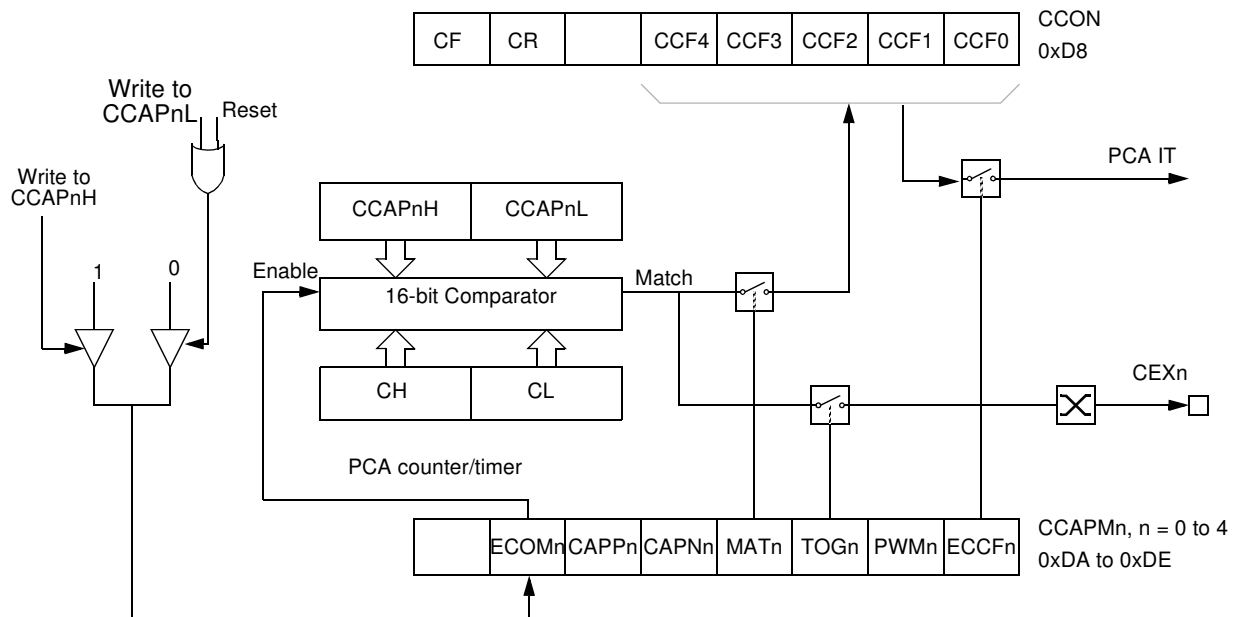 CF CR CCF4 CCF3 CCF2 CCF1 CCF0
CCON
0xD8
Write to
CCAPnL
Reset
PCA IT
Write to
CCAPnH
CCAPnH CCAPnL
1 0
Enable
16-bit Comparator
Match
CH CL
CEXn
PCA counter/timer
ECOMn CAPPn CAPNn MATn TOGn PWMn ECCFn
CCAPMn, n = 0 to 4
0xDA to 0xDE